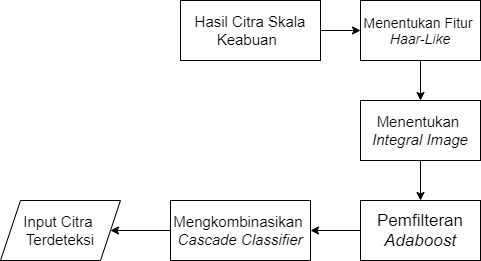 Hasil Citra Skala
Keabuan
Menentukan Fitur
Haar-Like
Menentukan
Integral Image
Pemfilteran
Adaboost
Mengkombinasikan
Cascade Classifier
Input Citra
Terdeteksi